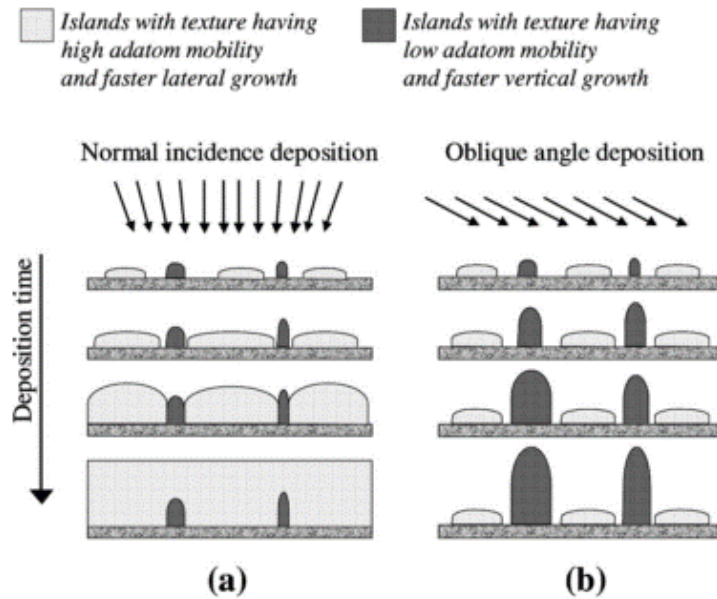 Islands with texture having
high adatom mobility
and faster lateral growth
Islands with texture having
low adatom mobility
and faster vertical growth
Normal incidence deposition
Oblique angle deposition
Deposition time
(a)
(b)